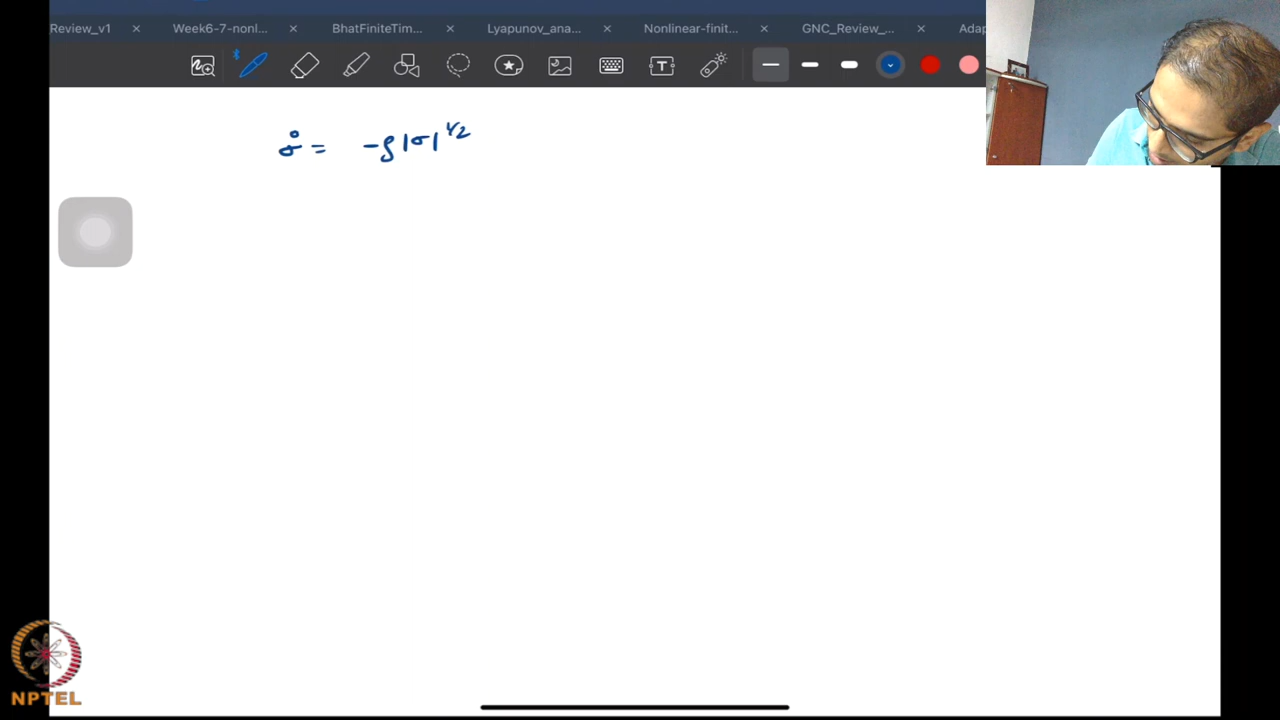 Review_v1 × Week6-7-nonl... × BhatFiniteTim... × Lyapunov_ana... × Nonlinear-finit... × GNC_Review_... × Adap
T
σ̇ = -ρ|σ|^{1/2}
NPTEL